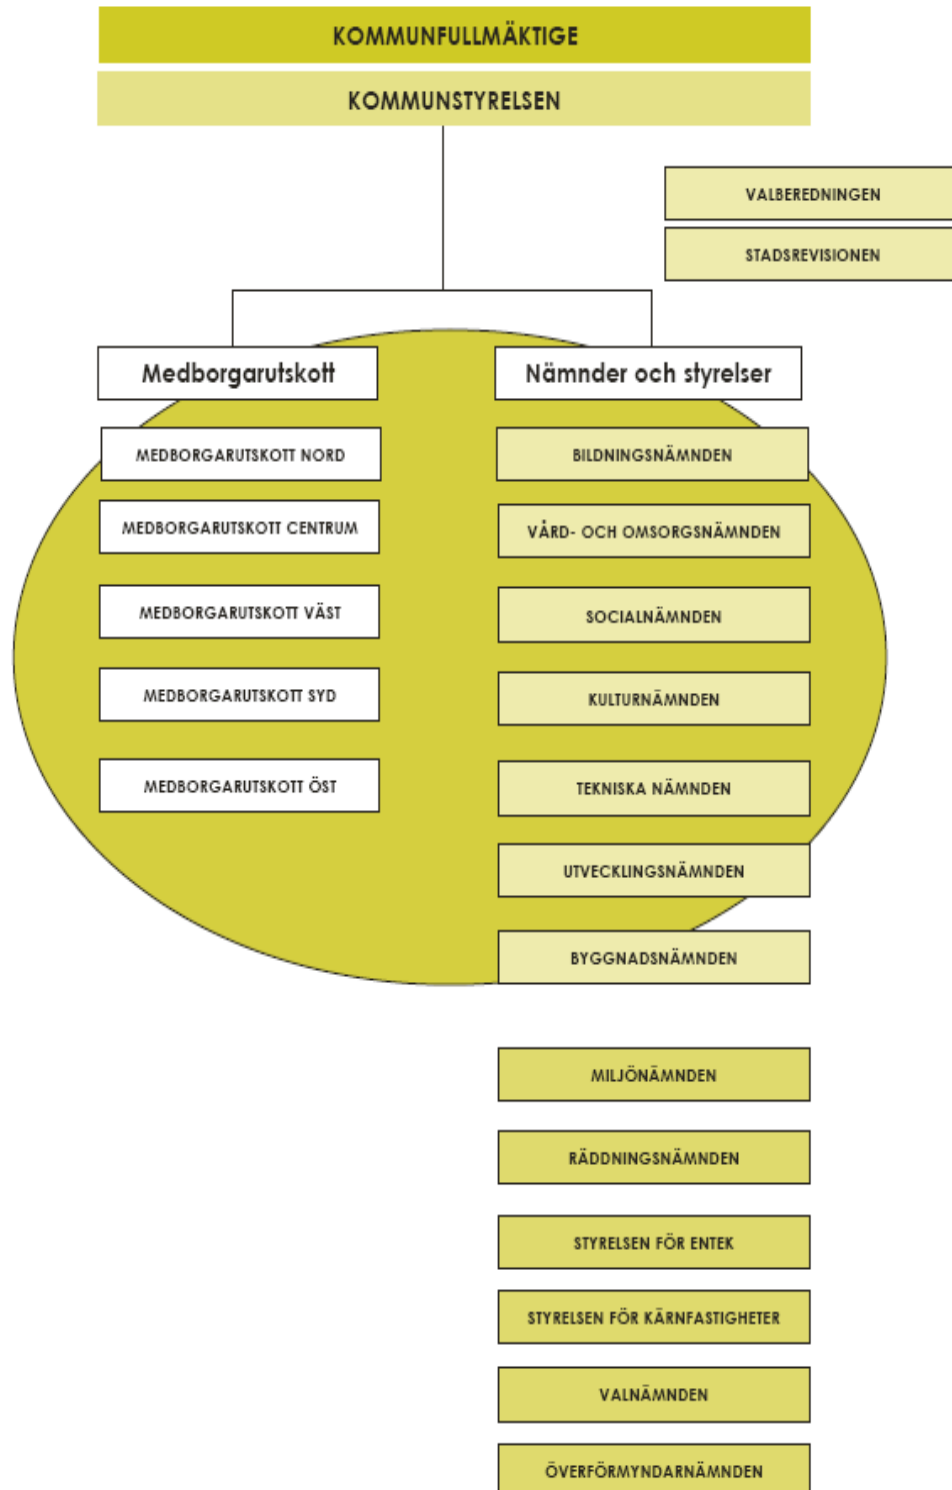 KOMMUNFULLMÄKTIGE
KOMMUNSTYRELSEN
VALBEREDNINGEN
STADSREVISIONEN
Medborgarutskott
MEDBORGARUTSKOTT NORD
MEDBORGARUTSKOTT CENTRUM
MEDBORGARUTSKOTT VÄST
MEDBORGARUTSKOTT SYD
MEDBORGARUTSKOTT ÖST
Nämnder och styrelser
BILDNINGSNÄMNDEN
VÅRD- OCH OMSORGSNÄMNDEN
SOCIALNÄMNDEN
KULTURNÄMNDEN
TEKNISKA NÄMNDEN
UTVECKLINGSNÄMNDEN
BYGGNADSNÄMNDEN
MILJÖNÄMNDEN
RÄDDNINGSNÄMNDEN
STYRELSEN FÖR ENTEK
STYRELSEN FÖR KÄRNFASTIGHETER
VALNÄMNDEN
ÖVERFÖRMYNDARNÄMNDEN